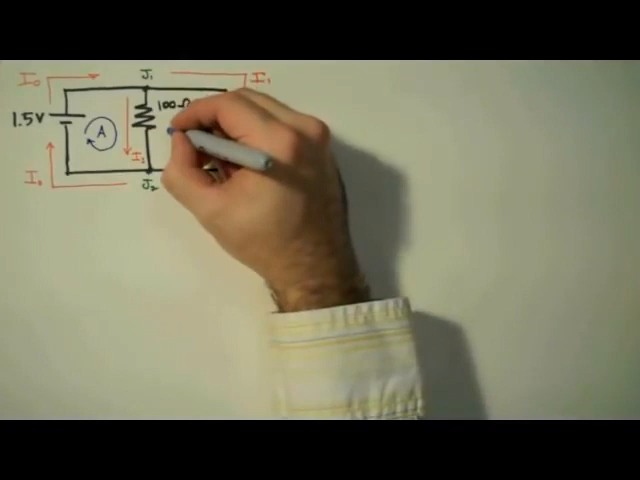 I₀ J₁ I₁
1.5V A 100Ω
I₂
I₀ J₂